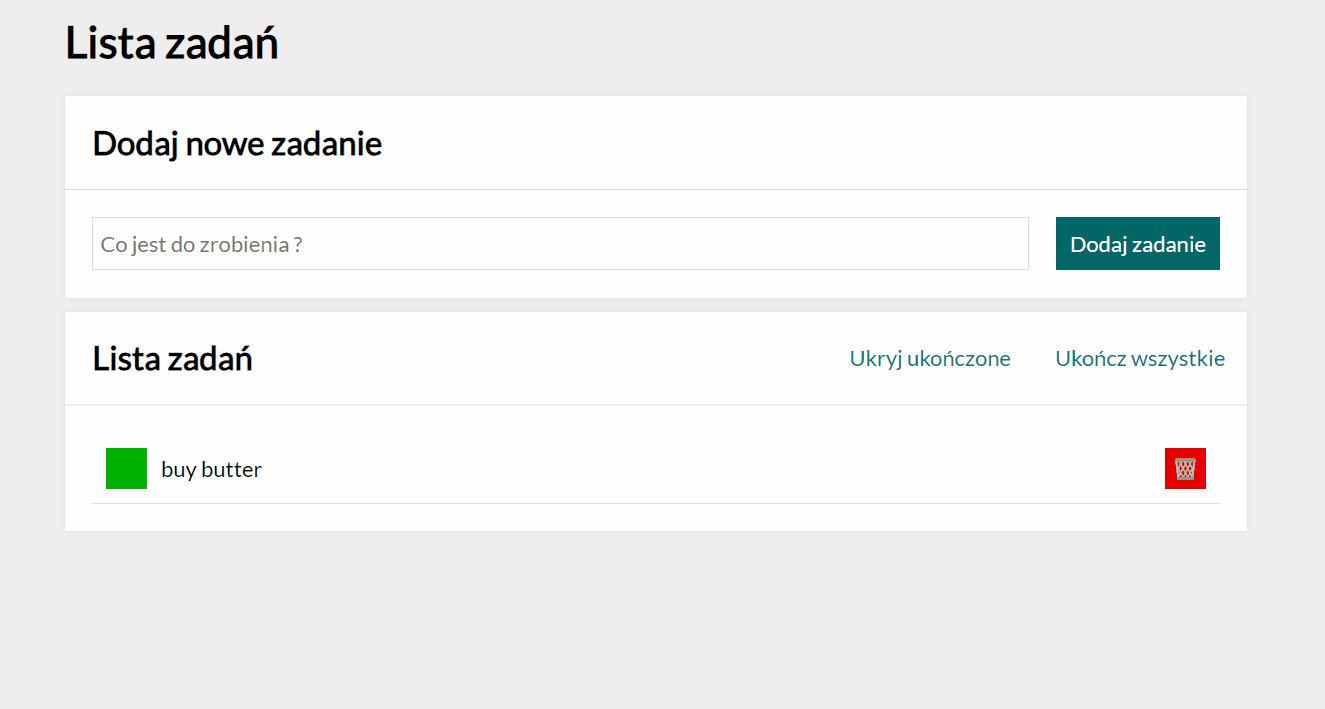 Lista zadań
Dodaj nowe zadanie
Co jest do zrobienia ?
Dodaj zadanie
Lista zadań
Ukryj ukończone
Ukończ wszystkie
buy butter